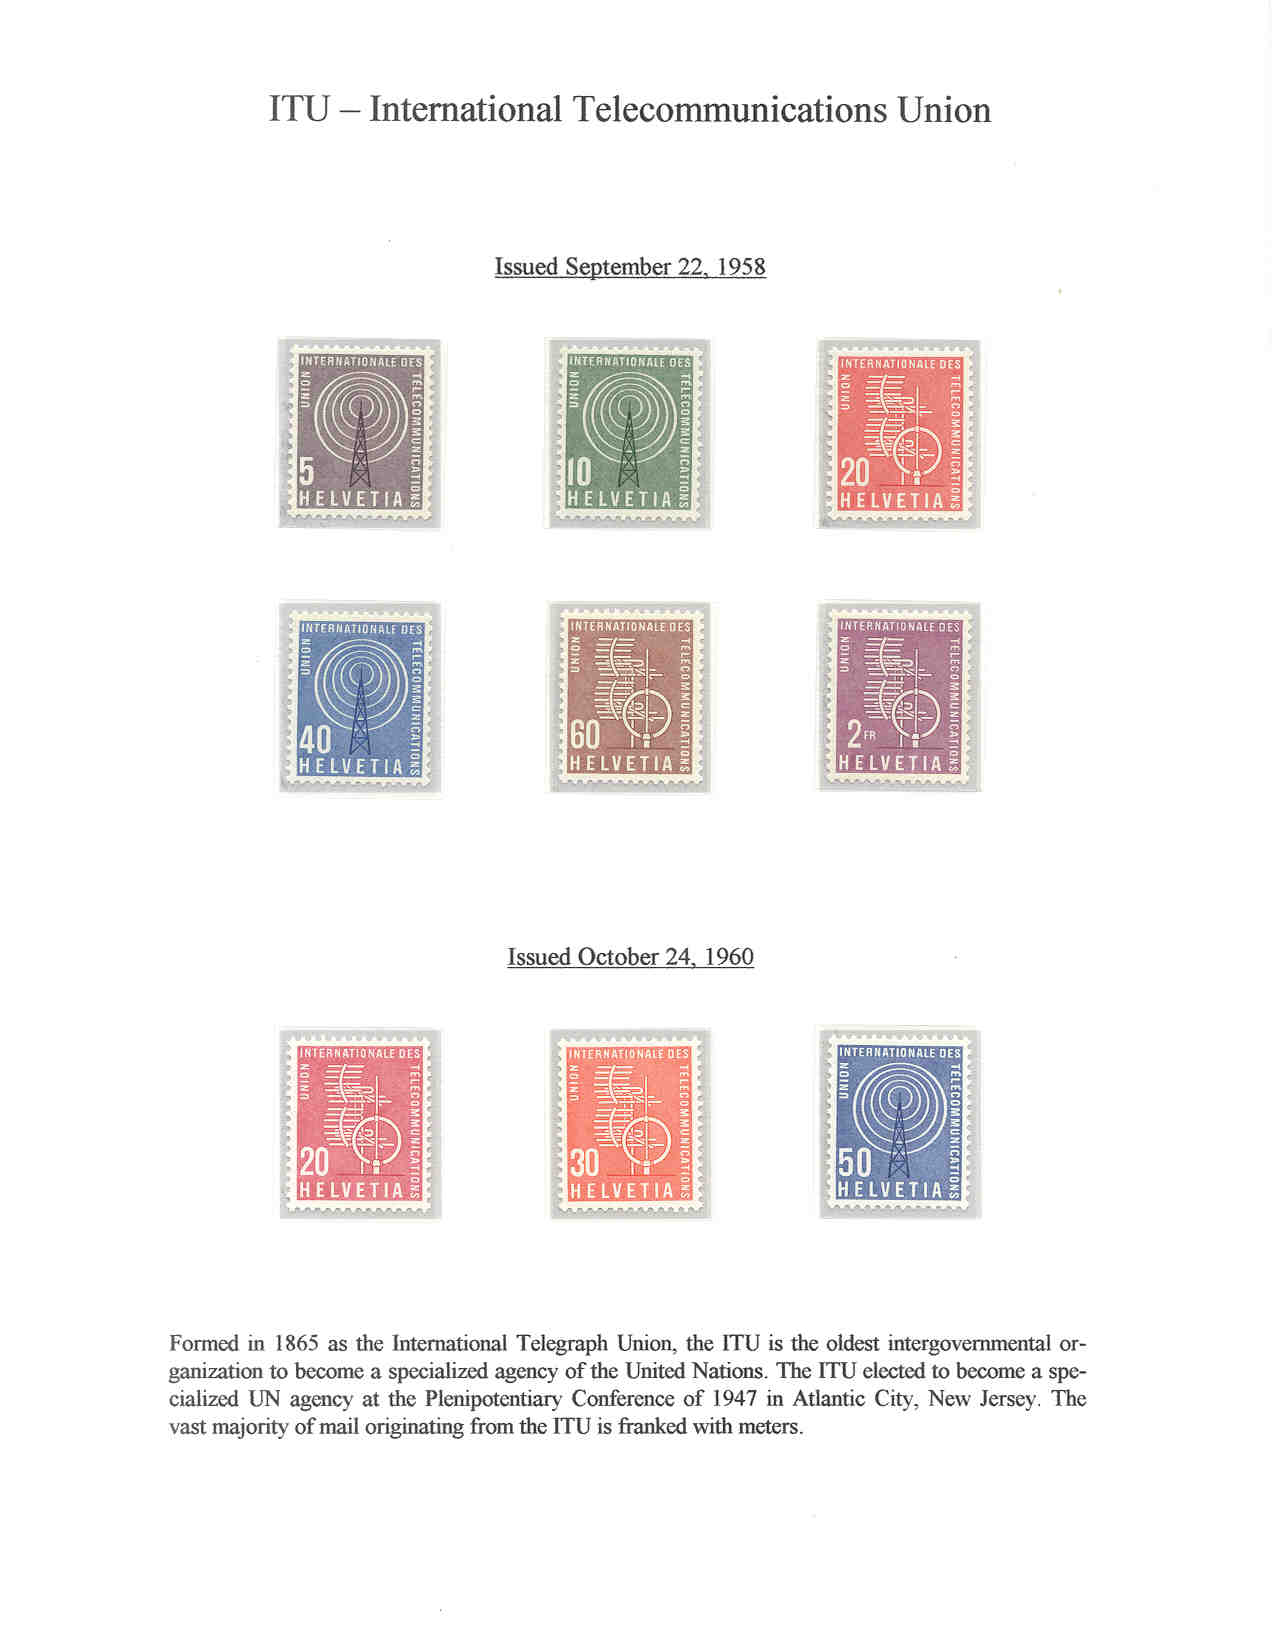 ITU – International Telecommunications Union
Issued September 22, 1958
UNION INTERNATIONALE DES TELECOMMUNICATIONS
5
HELVETIA
UNION INTERNATIONALE DES TELECOMMUNICATIONS
10
HELVETIA
UNION INTERNATIONALE DES TELECOMMUNICATIONS
20
HELVETIA
UNION INTERNATIONALE DES TELECOMMUNICATIONS
40
HELVETIA
UNION INTERNATIONALE DES TELECOMMUNICATIONS
60
HELVETIA
UNION INTERNATIONALE DES TELECOMMUNICATIONS
2 FR
HELVETIA
Issued October 24, 1960
UNION INTERNATIONALE DES TELECOMMUNICATIONS
20
HELVETIA
UNION INTERNATIONALE DES TELECOMMUNICATIONS
30
HELVETIA
UNION INTERNATIONALE DES TELECOMMUNICATIONS
50
HELVETIA
Formed in 1865 as the International Telegraph Union, the ITU is the oldest intergovernmental or-
ganization to become a specialized agency of the United Nations. The ITU elected to become a spe-
cialized UN agency at the Plenipotentiary Conference of 1947 in Atlantic City, New Jersey. The
vast majority of mail originating from the ITU is franked with meters.